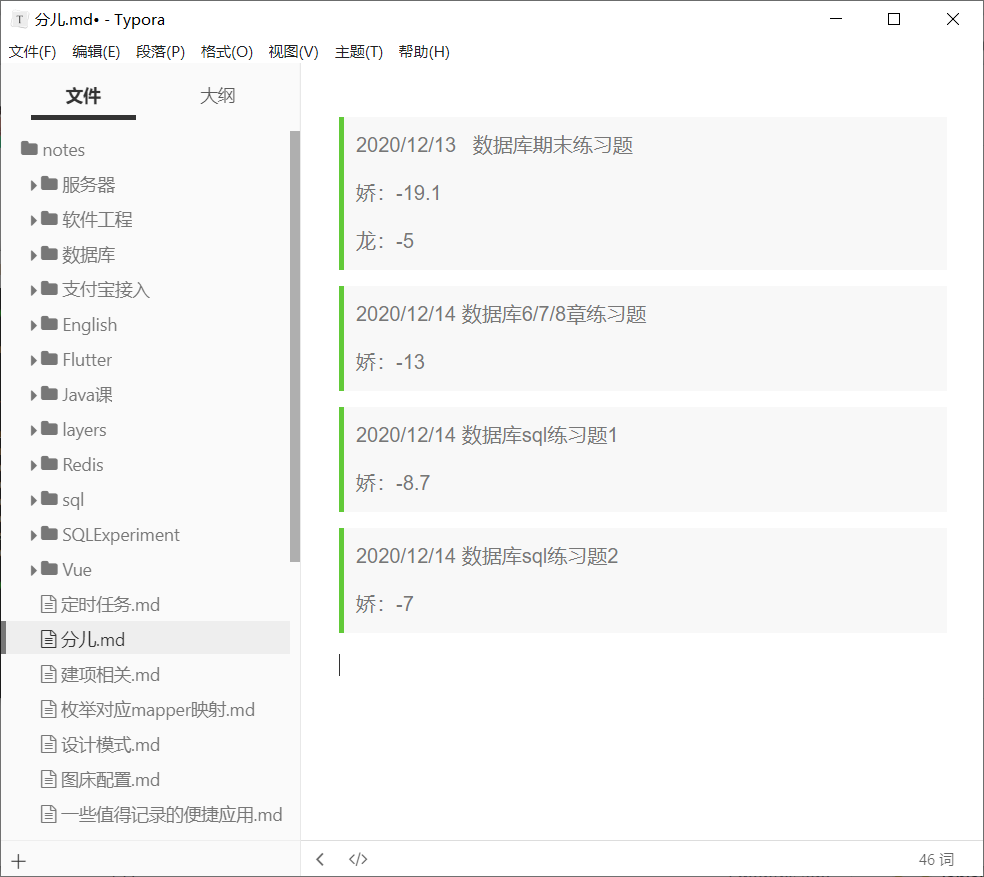 T 分儿.md• - Typora
文件(F) 编辑(E) 段落(P) 格式(O) 视图(V) 主题(T) 帮助(H)
文件 大纲
notes
服务器
软件工程
数据库
支付宝接入
English
Flutter
Java课
layers
Redis
sql
SQLExperiment
Vue
定时任务.md
分儿.md
建项相关.md
枚举对应mapper映射.md
设计模式.md
图床配置.md
一些值得记录的便捷应用.md
2020/12/13 数据库期末练习题
娇：-19.1
龙：-5
2020/12/14 数据库6/7/8章练习题
娇：-13
2020/12/14 数据库sql练习题1
娇：-8.7
2020/12/14 数据库sql练习题2
娇：-7
46 词